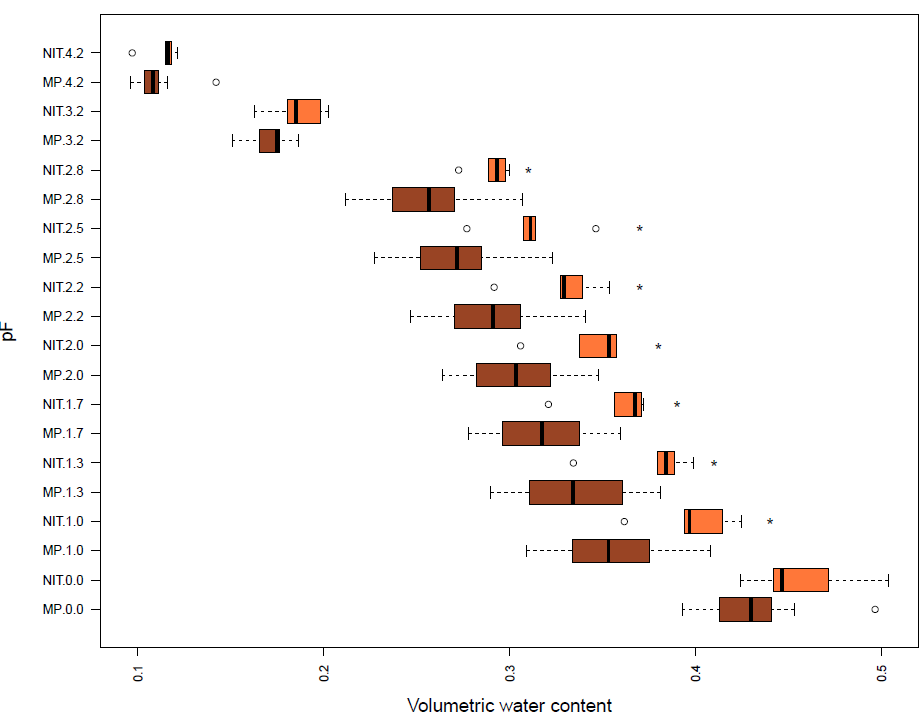 NIT.4.2
MP.4.2
NIT.3.2
MP.3.2
NIT.2.8
*
MP.2.8
NIT.2.5
*
MP.2.5
NIT.2.2
*
MP.2.2
NIT.2.0
*
MP.2.0
NIT.1.7
*
MP.1.7
NIT.1.3
*
MP.1.3
NIT.1.0
*
MP.1.0
NIT.0.0
MP.0.0
pF
0.1
0.2
0.3
0.4
0.5
Volumetric water content